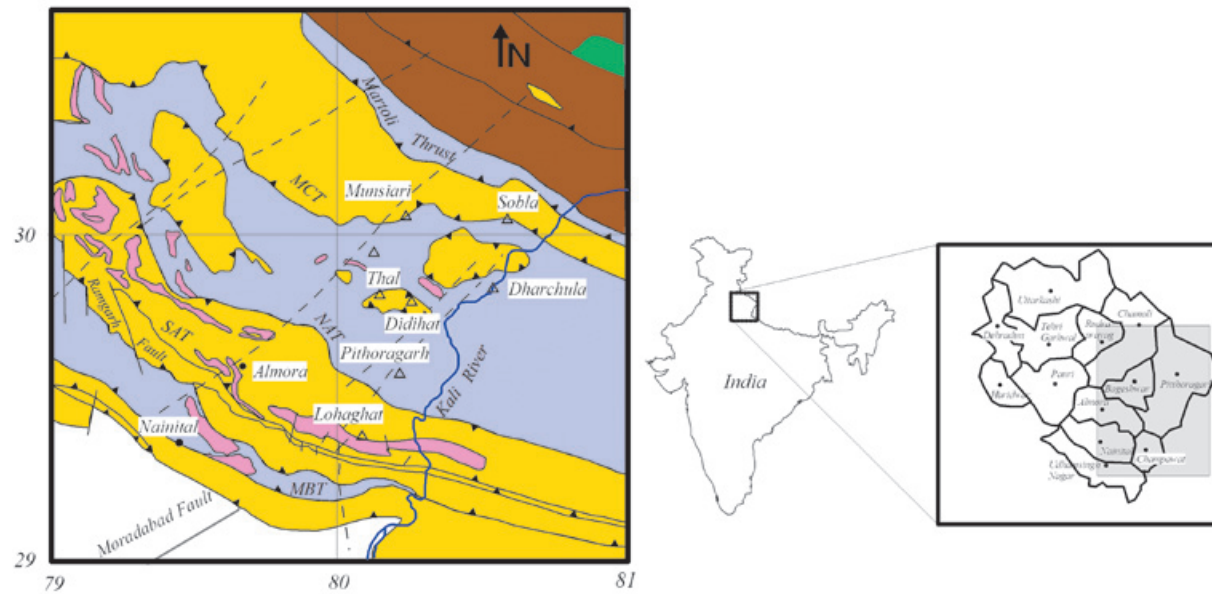 N
Martoli
Thrust
MCT
Munsiari
Sobla
30
Thal
Dharchula
Ramgarh
Fault
SAT
NAT
Didihat
Pithoragarh
Almora
Kali River
Lohaghat
Nainital
MBT
Moradabad Fault
29
79
80
81
India
Uttarkashi
Chamoli
Dehradun
Tehri
Garhwal
Pauri
Haridwar
Bageshwar
Pithoragarh
Almora
Nainital
Champawat
Nagar